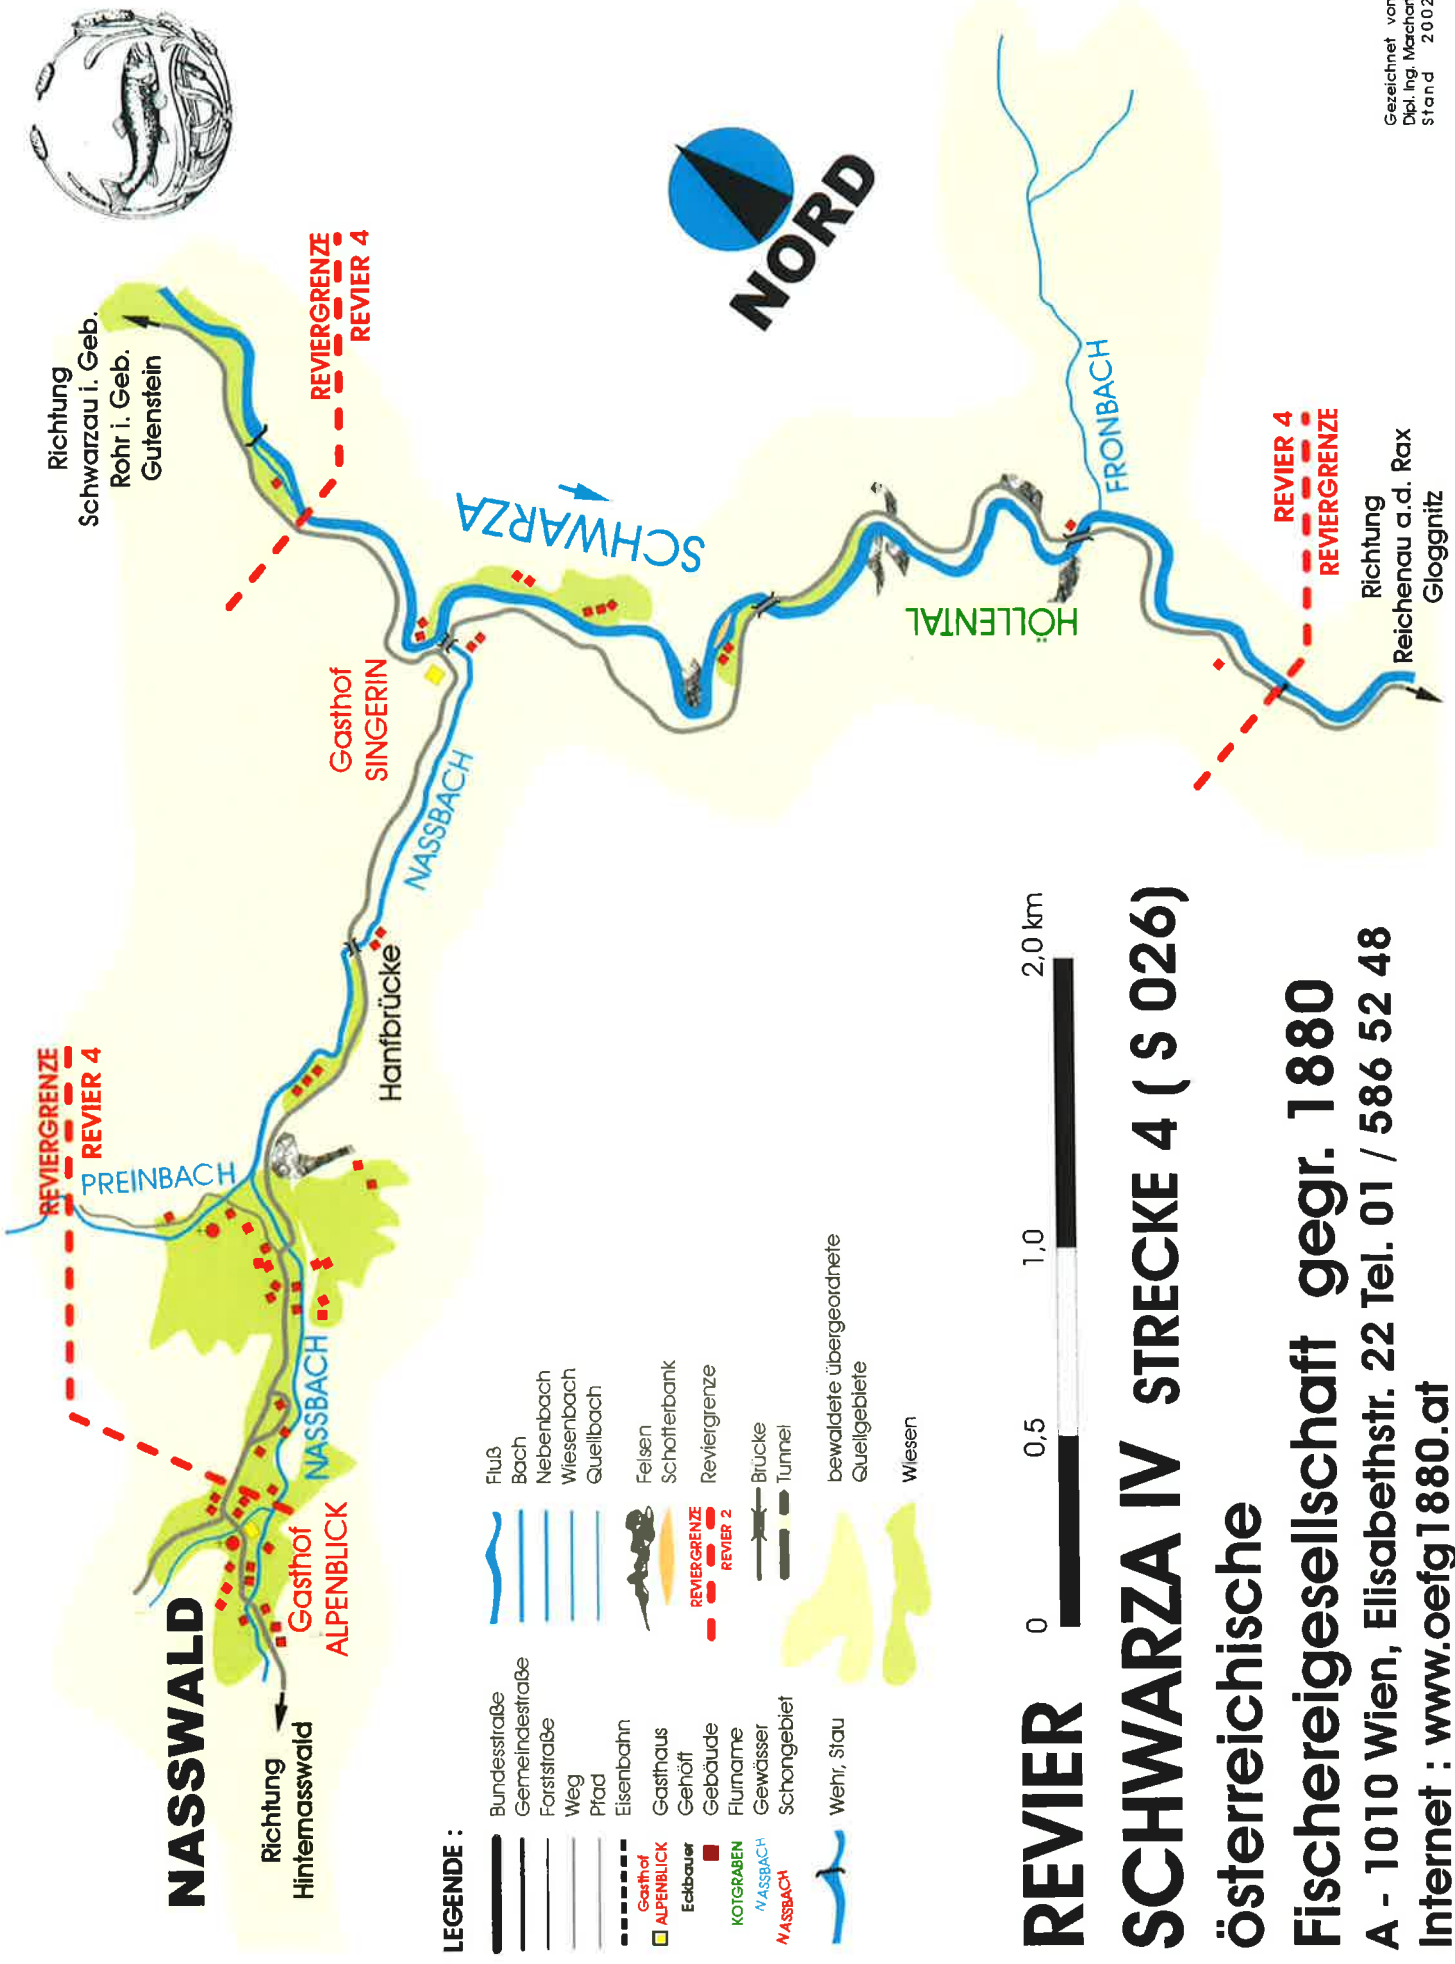 NASSWALD
Richtung
Hinternasswald
Gasthof
ALPENBLICK
NASSBACH
PREINBACH
REVIERGRENZE
REVIER 4
Hanfbrücke
NASSBACH
Gasthof
SINGERIN
Richtung
Schwarzau i. Geb.
Rohr i. Geb.
Gutenstein
REVIERGRENZE
REVIER 4
SCHWARZA
HÖLLENTAL
FRONBACH
NORD
REVIER 4
REVIERGRENZE
Richtung
Reichenau a.d. Rax
Gloggnitz
LEGENDE :
Bundesstraße
Gemeindestraße
Forststraße
Weg
Pfad
Eisenbahn
Gasthof
ALPENBLICK
Gasthaus
Eckbauer
Gehöft
Gebäude
KOTGRABEN
Flurname
NASSBACH
Gewässer
NASSBACH
Schongebiet
Wehr, Stau
Fluß
Bach
Nebenbach
Wiesenbach
Quellbach
Felsen
Schotterbank
REVIERGRENZE
REVIER 2
Reviergrenze
Brücke
Tunnel
bewaldete übergeordnete
Quellgebiete
Wiesen
0 0,5 1,0 2,0 km
REVIER
SCHWARZA IV STRECKE 4 ( S 026)
Österreichische
Fischereigesellschaft gegr. 1880
A - 1010 Wien, Elisabethstr. 22 Tel. 01 / 586 52 48
Internet : www.oefg1880.at
Gezeichnet von
Dipl. Ing. Marchart
Stand 2002